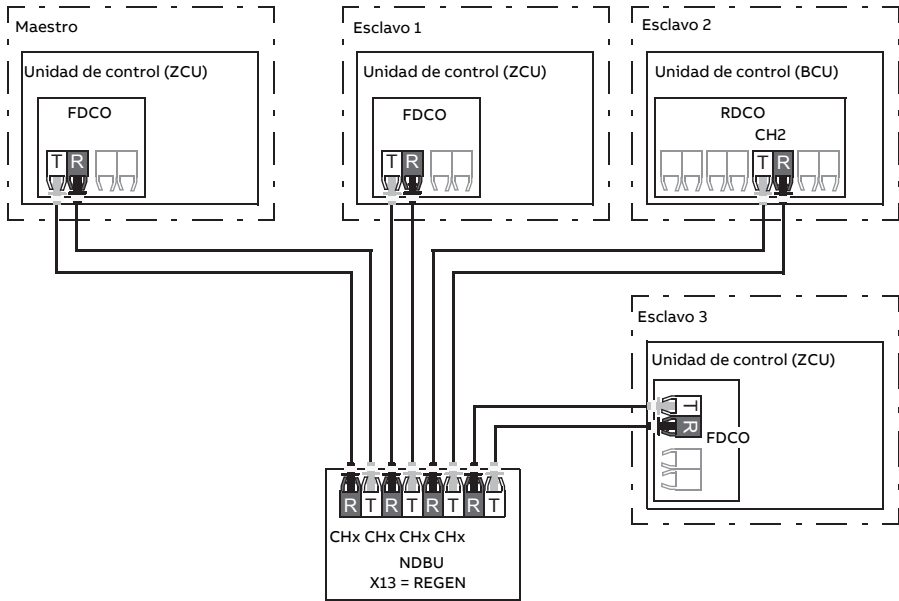 Maestro
Unidad de control (ZCU)
FDCO
T R
Esclavo 1
Unidad de control (ZCU)
FDCO
T R
Esclavo 2
Unidad de control (BCU)
RDCO
CH2
T R
Esclavo 3
Unidad de control (ZCU)
T
R
FDCO
R T R T R T R T
CHx CHx CHx CHx
NDBU
X13 = REGEN